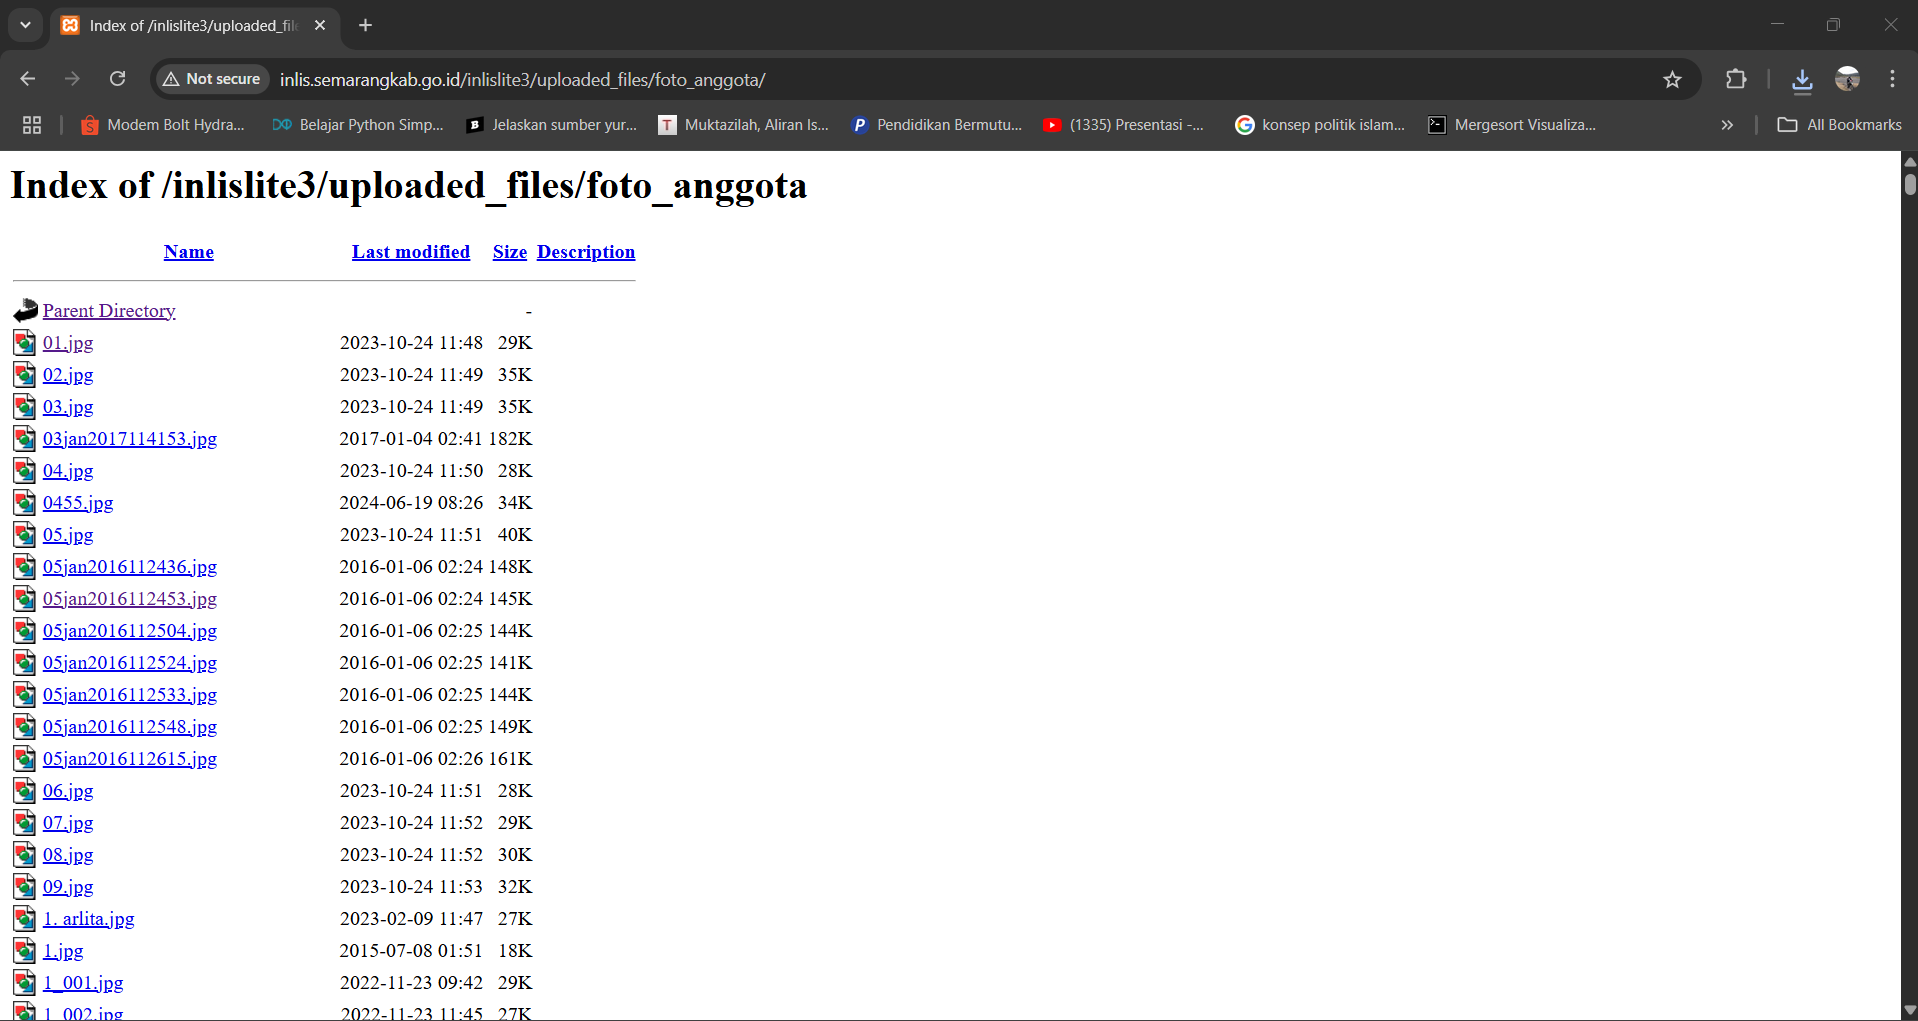 Index of /inlislite3/uploaded_file
Not secure inlis.semarangkab.go.id/inlislite3/uploaded_files/foto_anggota/
Modem Bolt Hydra... Belajar Python Simp... Jelaskan sumber yur... Muktazilah, Aliran Is... Pendidikan Bermutu... (1335) Presentasi -... konsep politik islam... Mergesort Visualiza... » All Bookmarks
Index of /inlislite3/uploaded_files/foto_anggota
Name Last modified Size Description
Parent Directory -
01.jpg 2023-10-24 11:48 29K
02.jpg 2023-10-24 11:49 35K
03.jpg 2023-10-24 11:49 35K
03jan2017114153.jpg 2017-01-04 02:41 182K
04.jpg 2023-10-24 11:50 28K
0455.jpg 2024-06-19 08:26 34K
05.jpg 2023-10-24 11:51 40K
05jan2016112436.jpg 2016-01-06 02:24 148K
05jan2016112453.jpg 2016-01-06 02:24 145K
05jan2016112504.jpg 2016-01-06 02:25 144K
05jan2016112524.jpg 2016-01-06 02:25 141K
05jan2016112533.jpg 2016-01-06 02:25 144K
05jan2016112548.jpg 2016-01-06 02:25 149K
05jan2016112615.jpg 2016-01-06 02:26 161K
06.jpg 2023-10-24 11:51 28K
07.jpg 2023-10-24 11:52 29K
08.jpg 2023-10-24 11:52 30K
09.jpg 2023-10-24 11:53 32K
1. arlita.jpg 2023-02-09 11:47 27K
1.jpg 2015-07-08 01:51 18K
1_001.jpg 2022-11-23 09:42 29K
1_002.jpg 2022-11-23 11:45 27K